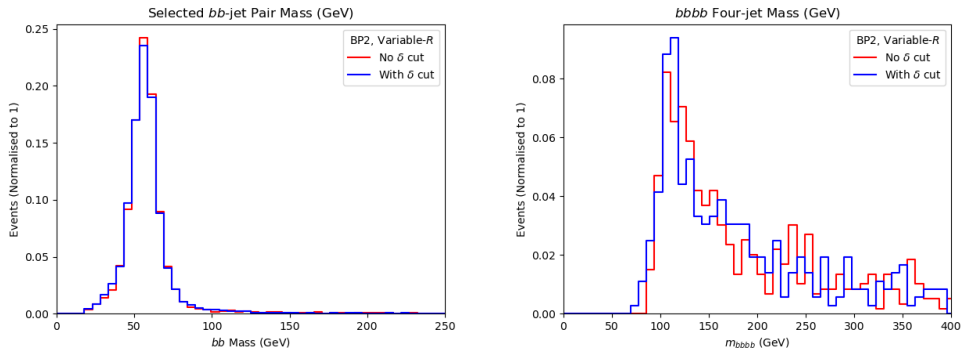 Selected bb-jet Pair Mass (GeV)
Events (Normalised to 1)
0.25
0.20
0.15
0.10
0.05
0.00
0 50 100 150 200 250
bb Mass (GeV)
BP2, Variable-R
No δ cut
With δ cut
bbbb Four-jet Mass (GeV)
Events (Normalised to 1)
0.08
0.06
0.04
0.02
0.00
0 50 100 150 200 250 300 350 400
m_bbbb (GeV)
BP2, Variable-R
No δ cut
With δ cut